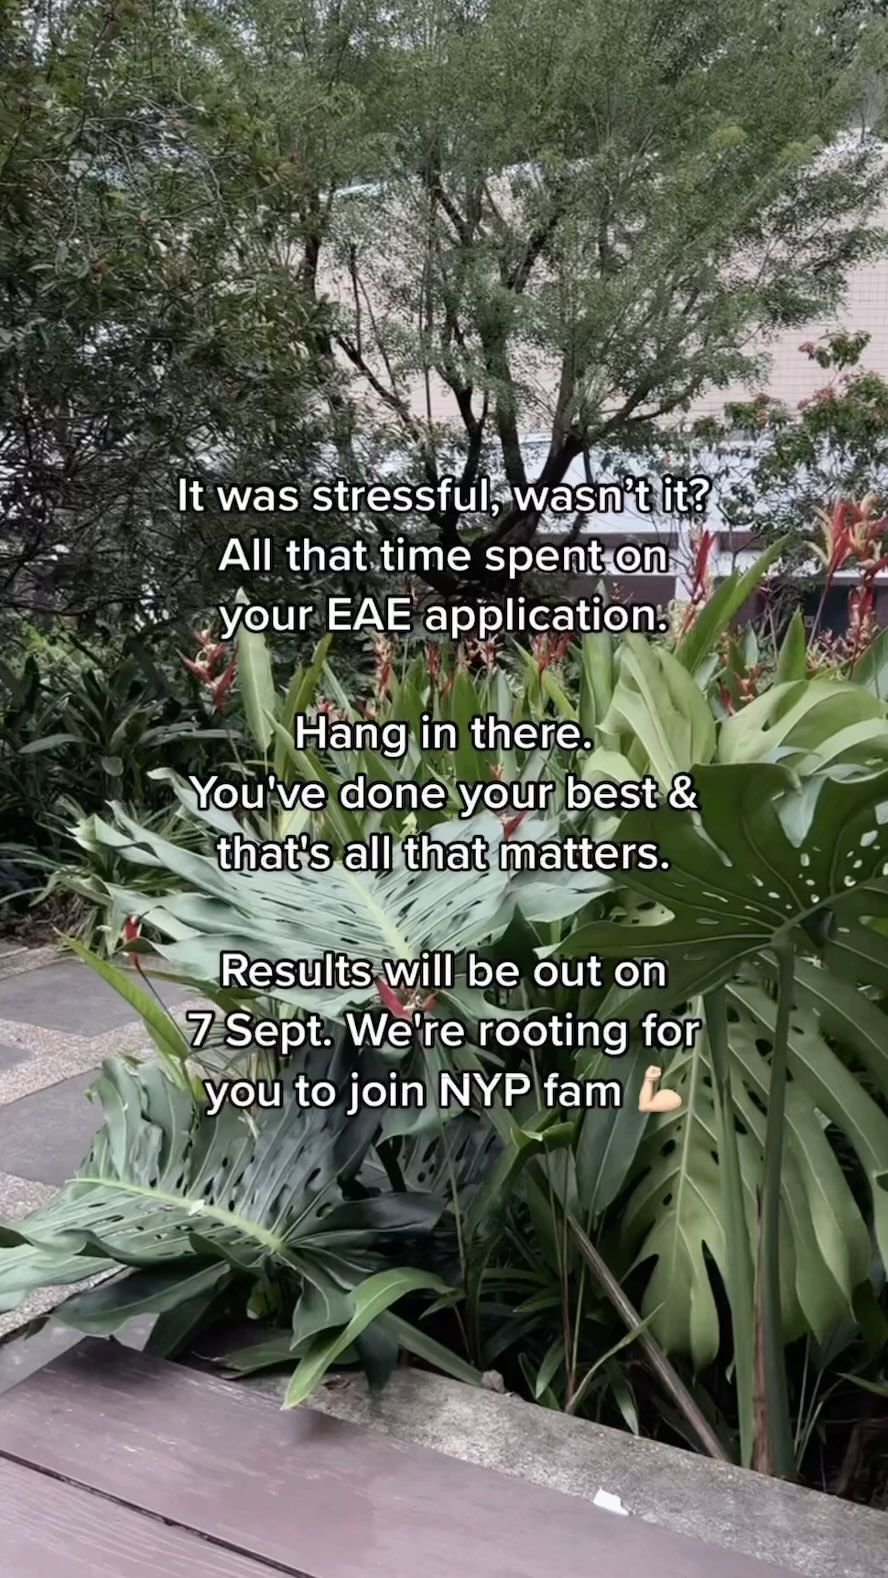 It was stressful, wasn’t it?
All that time spent on
your EAE application.
Hang in there.
You've done your best &
that's all that matters.
Results will be out on
7 Sept. We're rooting for
you to join NYP fam 💪🏻